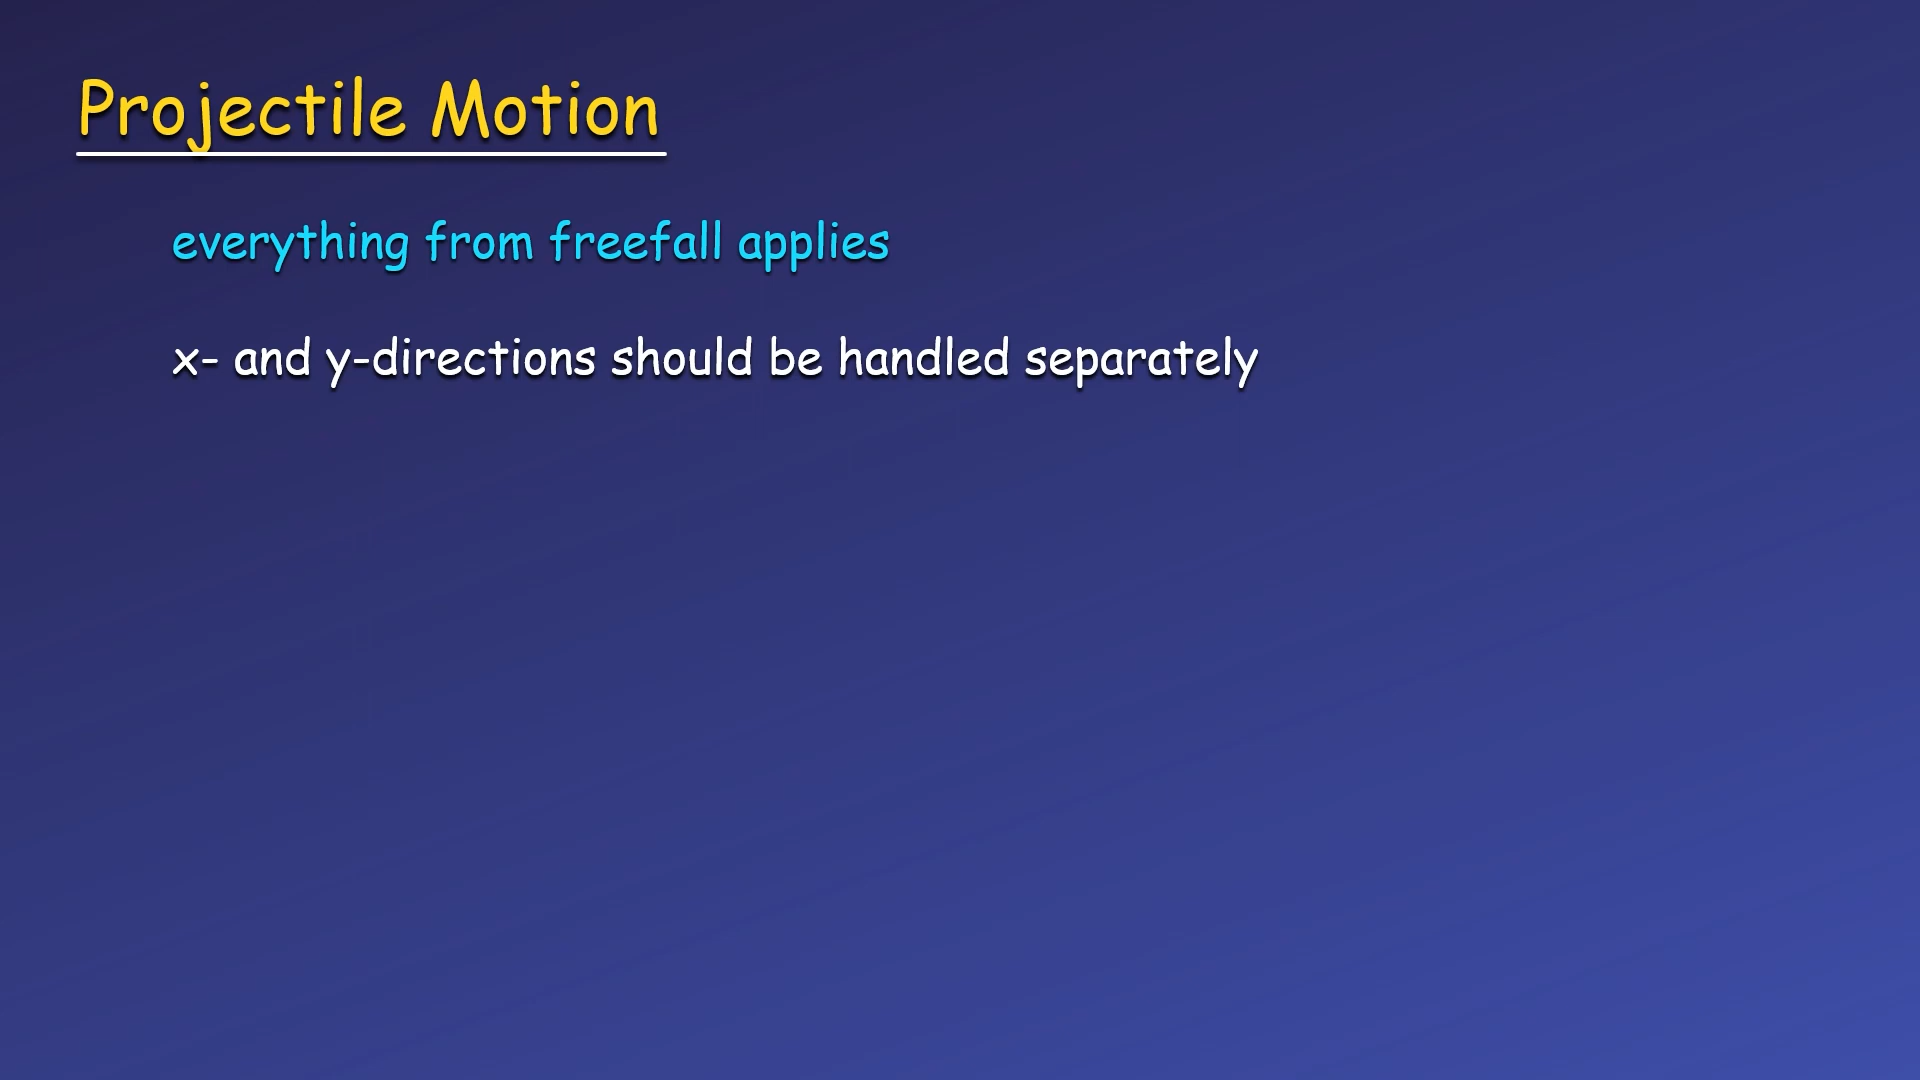 Projectile Motion
everything from freefall applies
x- and y-directions should be handled separately